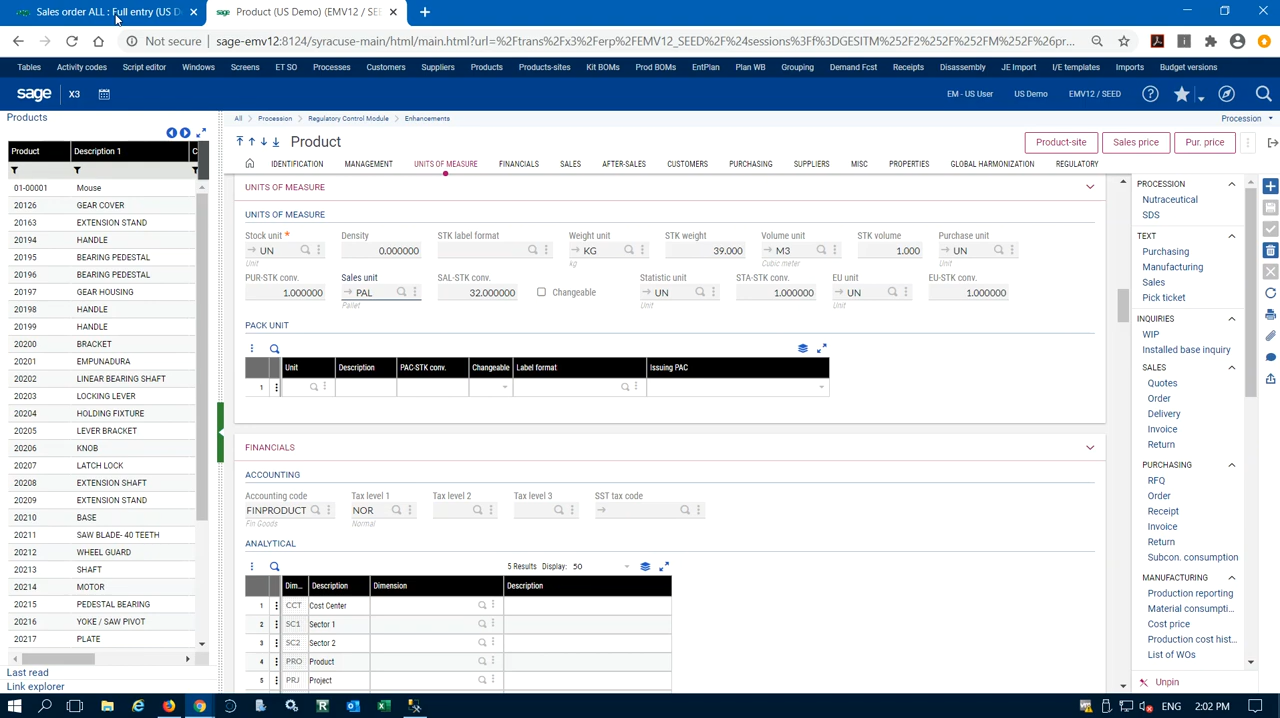 Sales order ALL : Full entry (US D
Product (US Demo) (EMV12 / SEE
Not secure | sage-emv12:8124/syracuse-main/html/main.html?url=%2Ftrans%2Fx3%2Ferp%2FEMV12_SEED%2F%24sessions%3Ff%3DGESITM%252F2%252F%252FM%252F%26pr...
Tables Activity codes Script editor Windows Screens ET SO Processes Customers Suppliers Products Products-sites Kit BOMs Prod BOMs EntPlan Plan WB Grouping Demand Fcst Receipts Disassembly JE Import I/E templates Imports Budget versions
sage X3 EM - US User US Demo EMV12 / SEED
Products
All Procession Regulatory Control Module Enhancements
Procession
Product
Product-site Sales price Pur. price
IDENTIFICATION MANAGEMENT UNITS OF MEASURE FINANCIALS SALES AFTER-SALES CUSTOMERS PURCHASING SUPPLIERS MISC PROPERTIES GLOBAL HARMONIZATION REGULATORY
Product Description 1 C
01-00001 Mouse
20126 GEAR COVER
20163 EXTENSION STAND
20194 HANDLE
20195 BEARING PEDESTAL
20196 BEARING PEDESTAL
20197 GEAR HOUSING
20198 HANDLE
20199 HANDLE
20200 BRACKET
20201 EMPUNADURA
20202 LINEAR BEARING SHAFT
20203 LOCKING LEVER
20204 HOLDING FIXTURE
20205 LEVER BRACKET
20206 KNOB
20207 LATCH LOCK
20208 EXTENSION SHAFT
20209 EXTENSION STAND
20210 BASE
20211 SAW BLADE- 40 TEETH
20212 WHEEL GUARD
20213 SHAFT
20214 MOTOR
20215 PEDESTAL BEARING
20216 YOKE / SAW PIVOT
20217 PLATE
Last read
Link explorer
UNITS OF MEASURE
UNITS OF MEASURE
Stock unit * Density STK label format Weight unit STK weight Volume unit STK volume Purchase unit
UN 0.000000 KG 39.000 M3 1.000 UN
Unit Cubic meter Unit
PUR-STK conv. Sales unit SAL-STK conv. Statistic unit STA-STK conv. EU unit EU-STK conv.
1.000000 PAL 32.000000 Changeable UN 1.000000 UN 1.000000
Pallet Unit Unit
PACK UNIT
Unit Description PAC-STK conv. Changeable Label format Issuing PAC
1
FINANCIALS
ACCOUNTING
Accounting code Tax level 1 Tax level 2 Tax level 3 SST tax code
FINPRODUCT NOR
Fin Goods Normal
ANALYTICAL
5 Results Display: 50
Dim... Description Dimension Description
1 CCT Cost Center
2 SC1 Sector 1
3 SC2 Sector 2
4 PRO Product
5 PRJ Project
PROCESSION
Nutraceutical
SDS
TEXT
Purchasing
Manufacturing
Sales
Pick ticket
INQUIRIES
WIP
Installed base inquiry
SALES
Quotes
Order
Delivery
Invoice
Return
PURCHASING
RFQ
Order
Receipt
Invoice
Return
Subcon. consumption
MANUFACTURING
Production reporting
Material consumpti...
Cost price
Production cost hist...
List of WOs
Unpin
ENG 2:02 PM